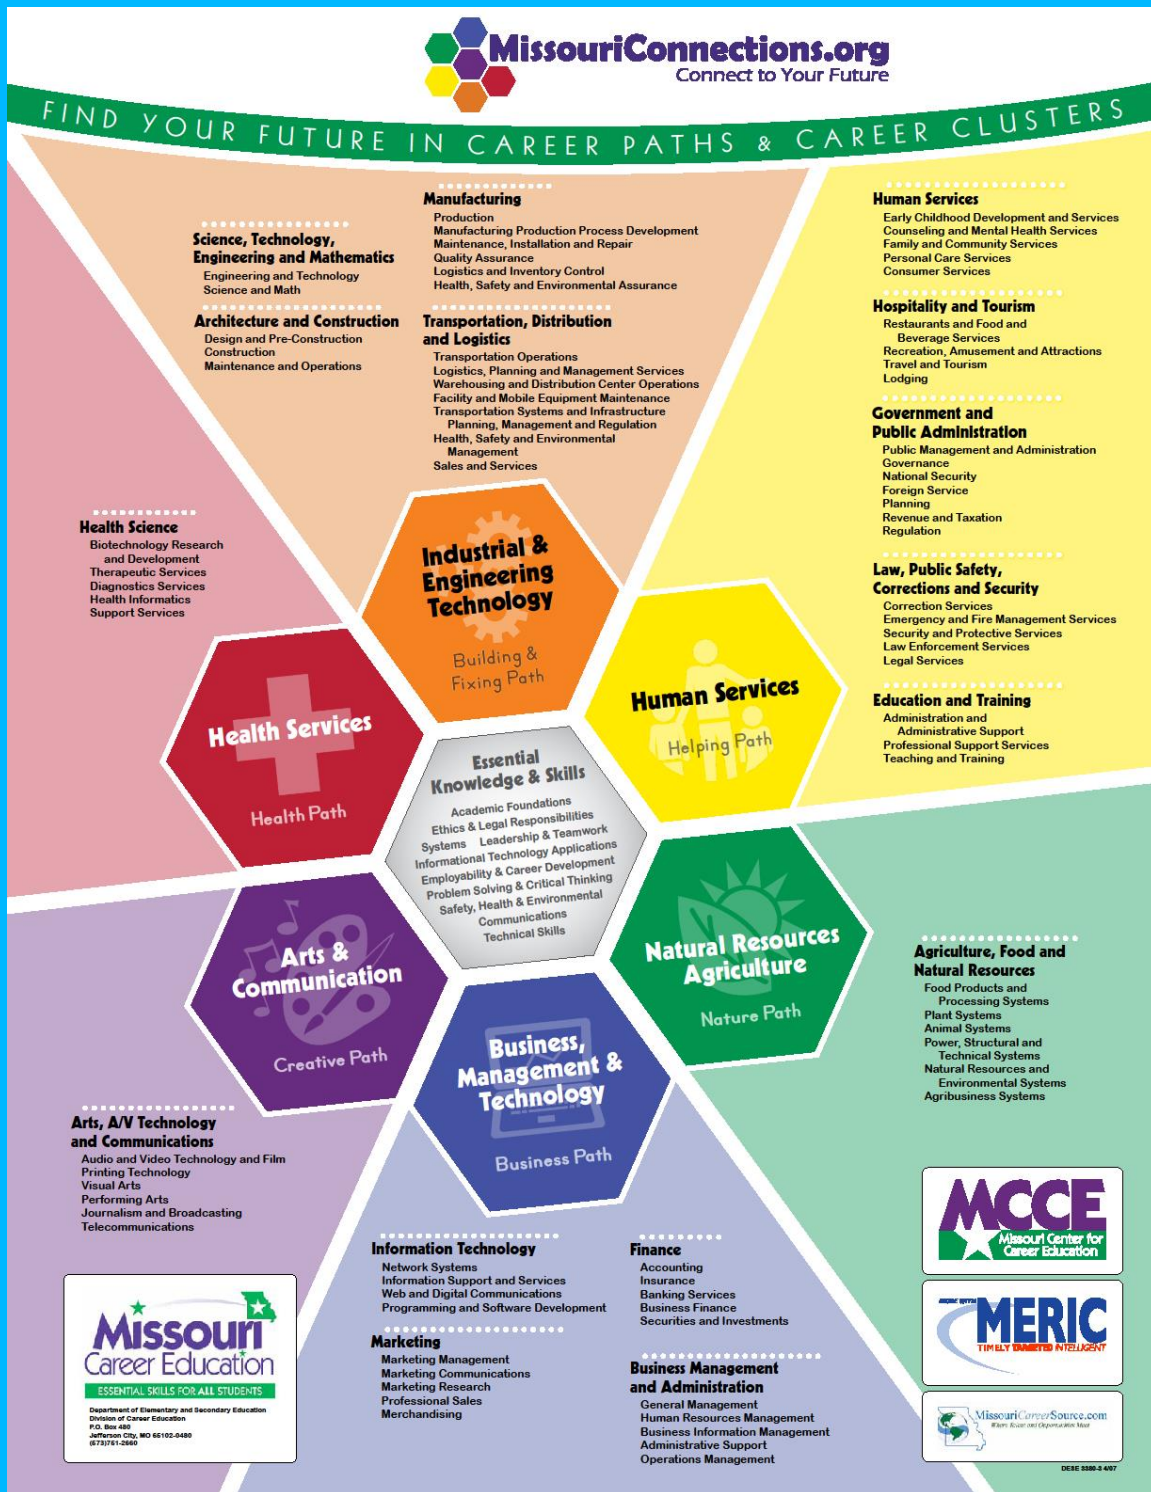 MissouriConnections.org
Connect to Your Future
FIND YOUR FUTURE IN CAREER PATHS & CAREER CLUSTERS
Science, Technology,
Engineering and Mathematics
Engineering and Technology
Science and Math
Architecture and Construction
Design and Pre-Construction
Construction
Maintenance and Operations
Manufacturing
Production
Manufacturing Production Process Development
Maintenance, Installation and Repair
Quality Assurance
Logistics and Inventory Control
Health, Safety and Environmental Assurance
Transportation, Distribution
and Logistics
Transportation Operations
Logistics, Planning and Management Services
Warehousing and Distribution Center Operations
Facility and Mobile Equipment Maintenance
Transportation Systems and Infrastructure
Planning, Management and Regulation
Health, Safety and Environmental
Management
Sales and Services
Human Services
Early Childhood Development and Services
Counseling and Mental Health Services
Family and Community Services
Personal Care Services
Consumer Services
Hospitality and Tourism
Restaurants and Food and
Beverage Services
Recreation, Amusement and Attractions
Travel and Tourism
Lodging
Government and
Public Administration
Public Management and Administration
Governance
National Security
Foreign Service
Planning
Revenue and Taxation
Regulation
Law, Public Safety,
Corrections and Security
Correction Services
Emergency and Fire Management Services
Security and Protective Services
Law Enforcement Services
Legal Services
Education and Training
Administration and
Administrative Support
Professional Support Services
Teaching and Training
Health Science
Biotechnology Research
and Development
Therapeutic Services
Diagnostics Services
Health Informatics
Support Services
Industrial &
Engineering
Technology
Building &
Fixing Path
Human Services
Helping Path
Health Services
Health Path
Essential
Knowledge & Skills
Academic Foundations
Ethics & Legal Responsibilities
Systems Leadership & Teamwork
Informational Technology Applications
Employability & Career Development
Problem Solving & Critical Thinking
Safety, Health & Environmental
Communications
Technical Skills
Arts &
Communication
Creative Path
Natural Resources
Agriculture
Nature Path
Business,
Management &
Technology
Business Path
Agriculture, Food and
Natural Resources
Food Products and
Processing Systems
Plant Systems
Animal Systems
Power, Structural and
Technical Systems
Natural Resources and
Environmental Systems
Agribusiness Systems
Arts, A/V Technology
and Communications
Audio and Video Technology and Film
Printing Technology
Visual Arts
Performing Arts
Journalism and Broadcasting
Telecommunications
Information Technology
Network Systems
Information Support and Services
Web and Digital Communications
Programming and Software Development
Marketing
Marketing Management
Marketing Communications
Marketing Research
Professional Sales
Merchandising
Finance
Accounting
Insurance
Banking Services
Business Finance
Securities and Investments
Business Management
and Administration
General Management
Human Resources Management
Business Information Management
Administrative Support
Operations Management
Missouri
Career Education
ESSENTIAL SKILLS FOR ALL STUDENTS
Department of Elementary and Secondary Education
Division of Career Education
P.O. Box 480
Jefferson City, MO 65102-0480
(573)751-2660
MCCE
Missouri Center for
Career Education
MERIC
TIMELY TARGETED INTELLIGENT
MissouriCareerSource.com
Where Talent and Opportunities Meet
DESE 3380-3 4/07